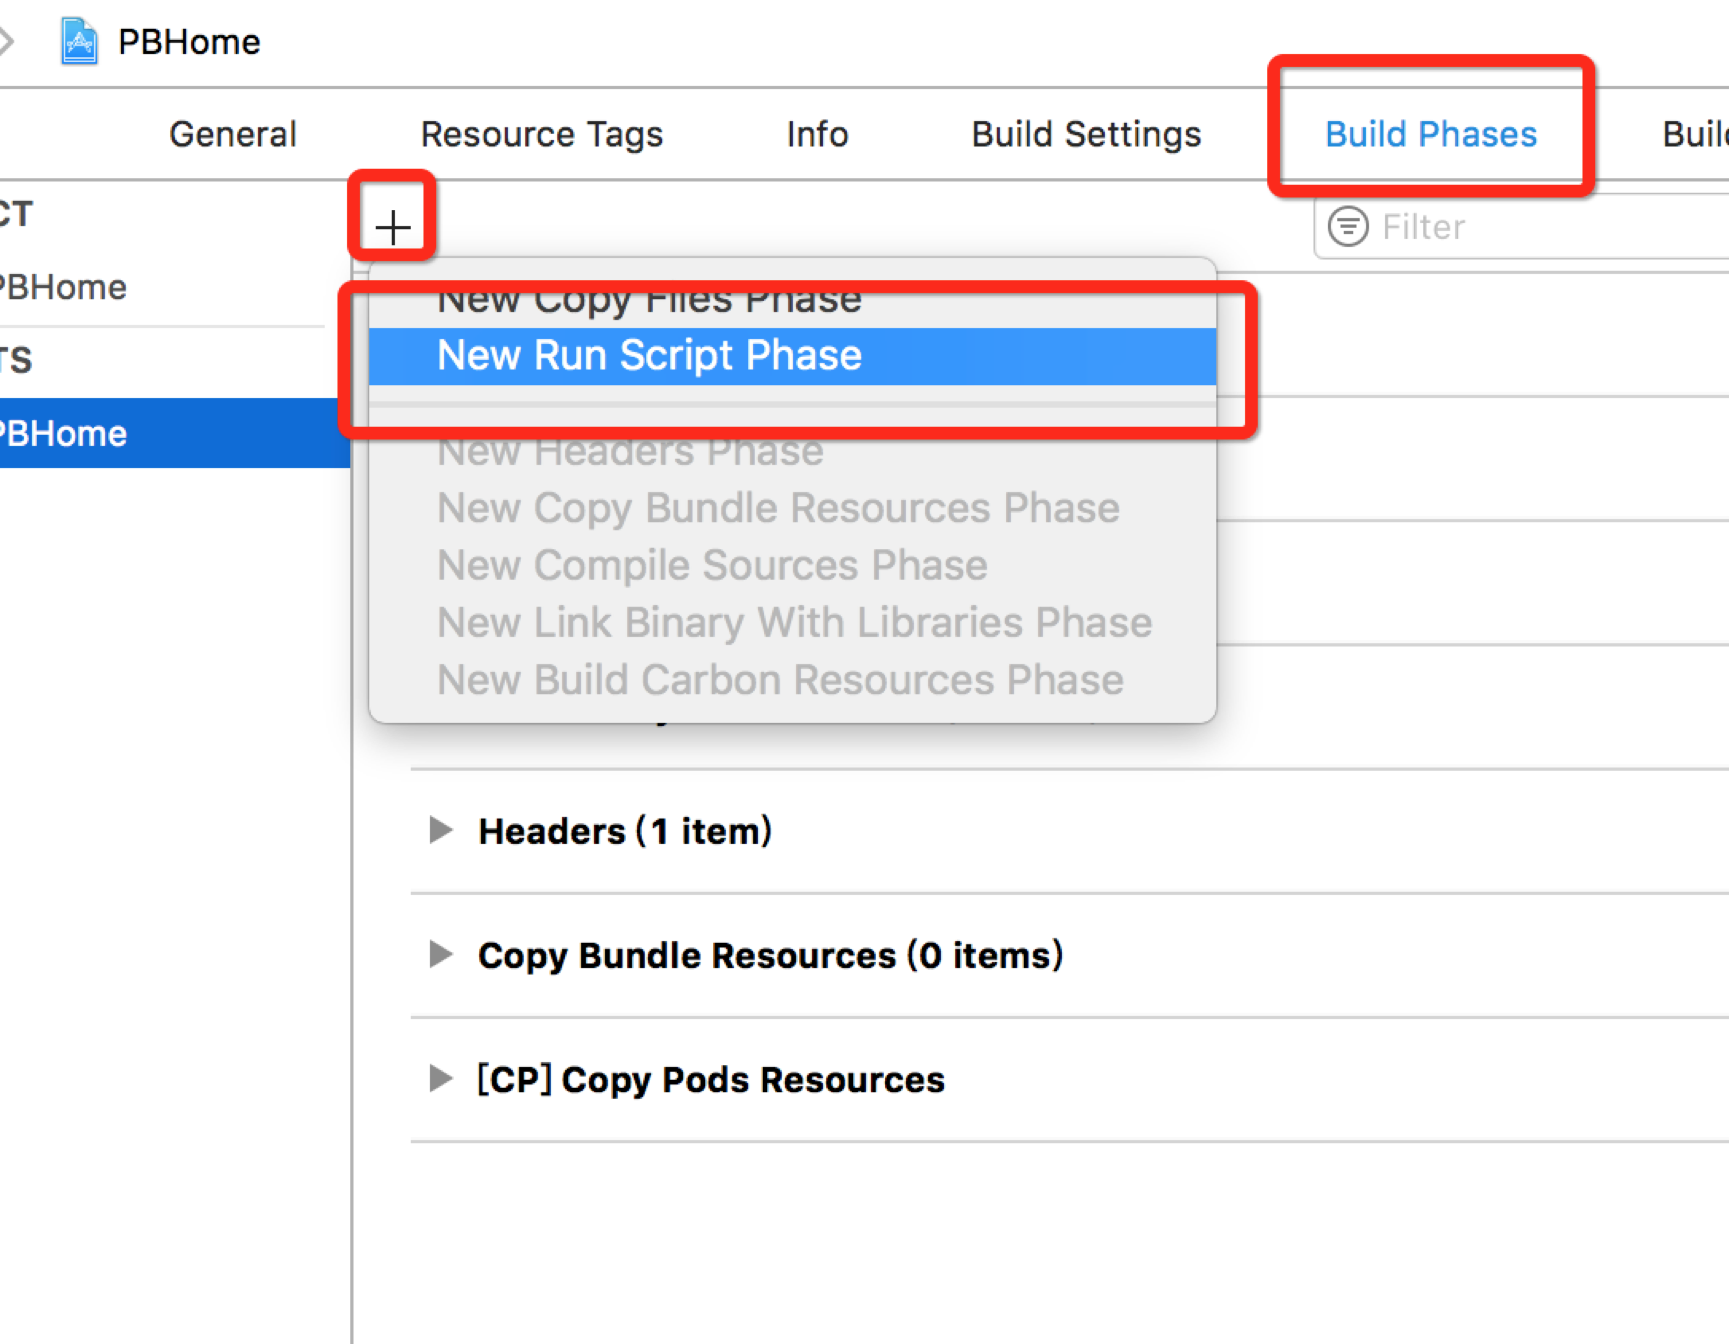 PBHome
General Resource Tags Info Build Settings Build Phases
CT
Filter
PBHome
New Copy Files Phase
New Run Script Phase
TS
PBHome
New Headers Phase
New Copy Bundle Resources Phase
New Compile Sources Phase
New Link Binary With Libraries Phase
New Build Carbon Resources Phase
Headers (1 item)
Copy Bundle Resources (0 items)
[CP] Copy Pods Resources